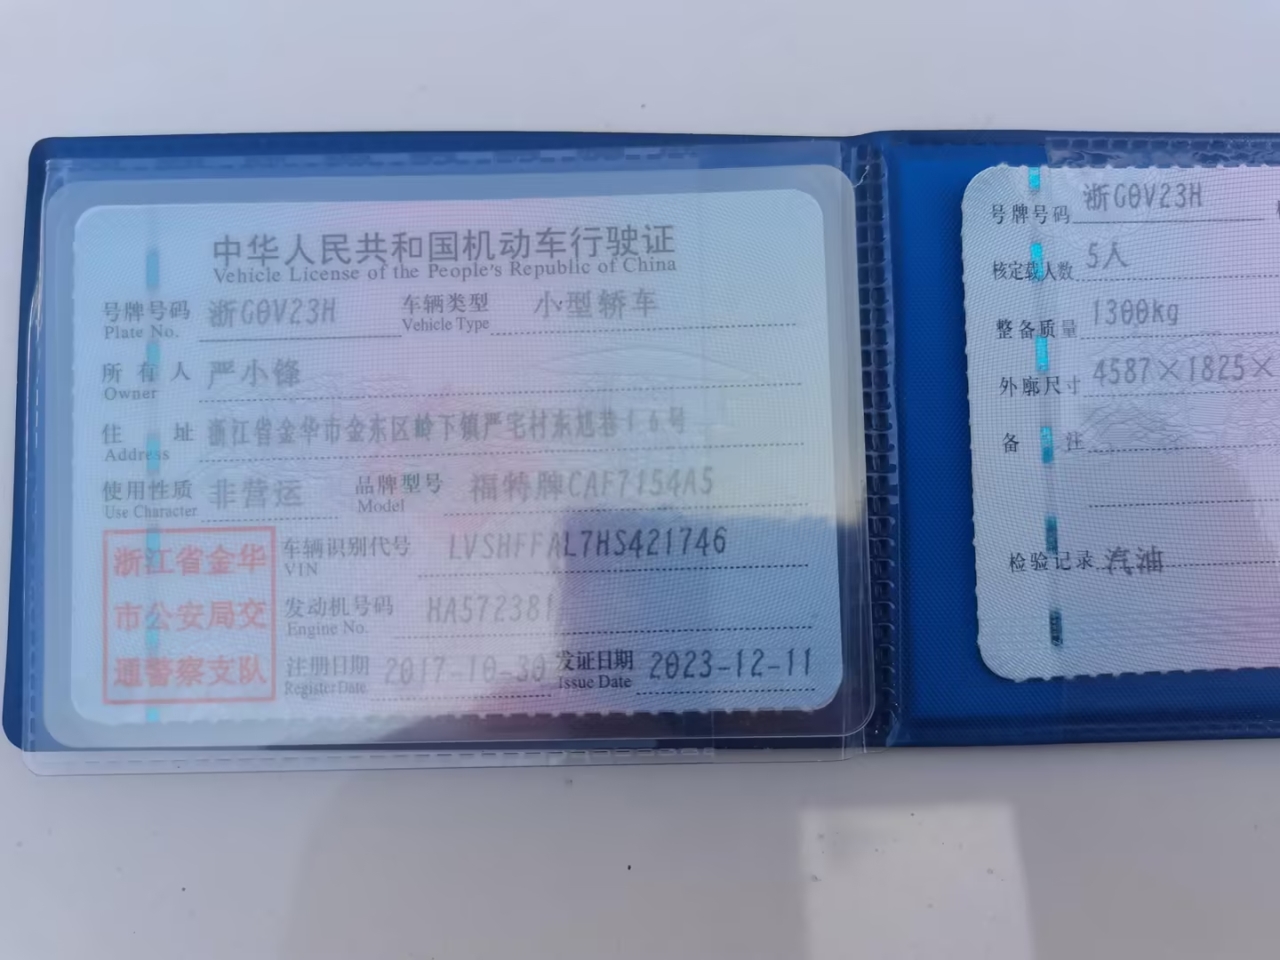 中华人民共和国机动车行驶证
Vehicle License of the People's Republic of China
号牌号码 浙G0V23H 车辆类型 小型轿车
Plate No. Vehicle Type
所有人 严小锋
Owner
住址 浙江省金华市金东区岭下镇严宅村东旭巷16号
Address
使用性质 非营运 品牌型号 福特牌CAF7154A5
Use Character Model
浙江省金华
市公安局交
通警察支队
车辆识别代号 LVSHFFAL7HS421746
VIN
发动机号码 HA572381
Engine No.
注册日期 2017-10-30 发证日期 2023-12-11
Register Date Issue Date
号牌号码 浙G0V23H
核定载人数 5人
整备质量 1300kg
外廓尺寸 4587×1825×
备注
检验记录 汽油